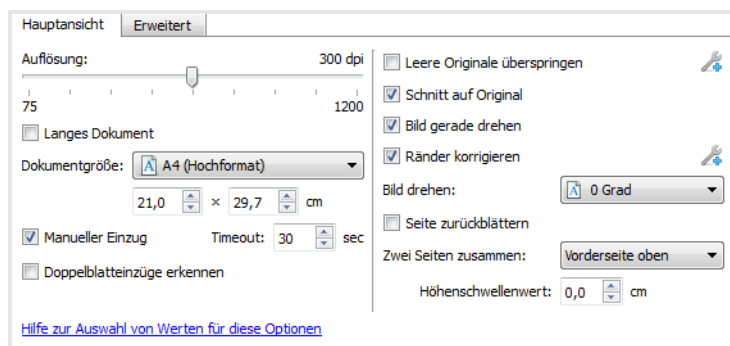 Hauptansicht Erweitert
Auflösung: 300 dpi
75 1200
Langes Dokument
Dokumentgröße: A4 (Hochformat)
21,0 × 29,7 cm
Manueller Einzug Timeout: 30 sec
Doppelblatteinzüge erkennen
Hilfe zur Auswahl von Werten für diese Optionen
Leere Originale überspringen
Schnitt auf Original
Bild gerade drehen
Ränder korrigieren
Bild drehen: 0 Grad
Seite zurückblättern
Zwei Seiten zusammen: Vorderseite oben
Höhenschwellenwert: 0,0 cm